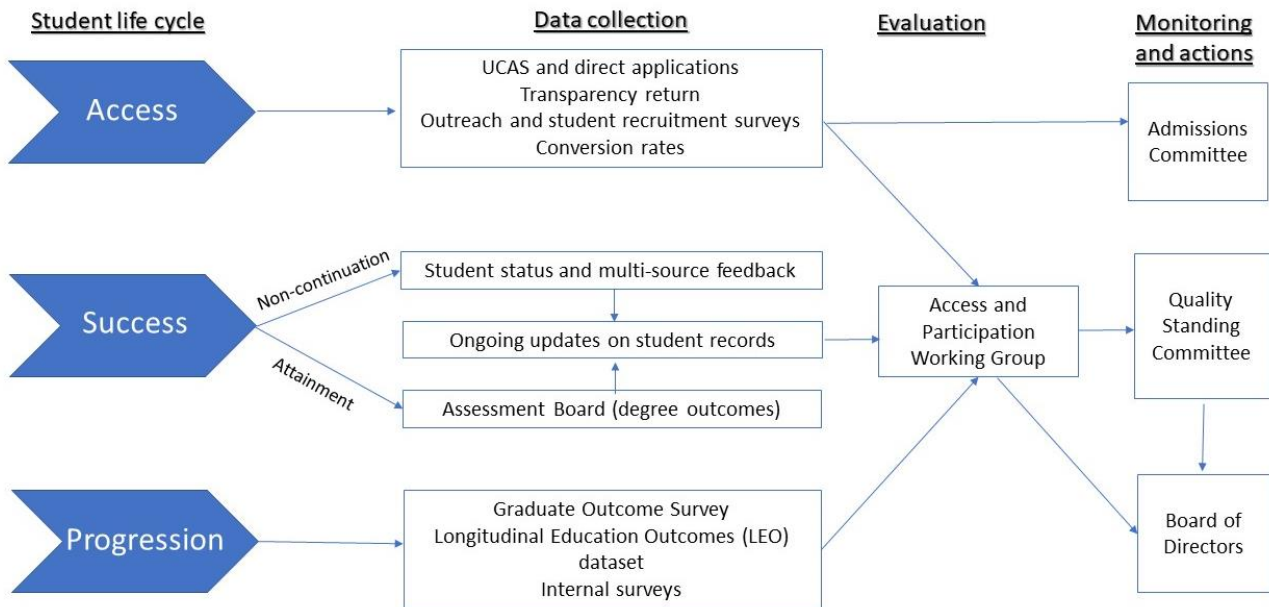 Student life cycle
Data collection
Evaluation
Monitoring
and actions
Access
UCAS and direct applications
Transparency return
Outreach and student recruitment surveys
Conversion rates
Admissions
Committee
Success
Non-continuation
Attainment
Student status and multi-source feedback
Ongoing updates on student records
Assessment Board (degree outcomes)
Access and
Participation
Working Group
Quality
Standing
Committee
Progression
Graduate Outcome Survey
Longitudinal Education Outcomes (LEO)
dataset
Internal surveys
Board of
Directors